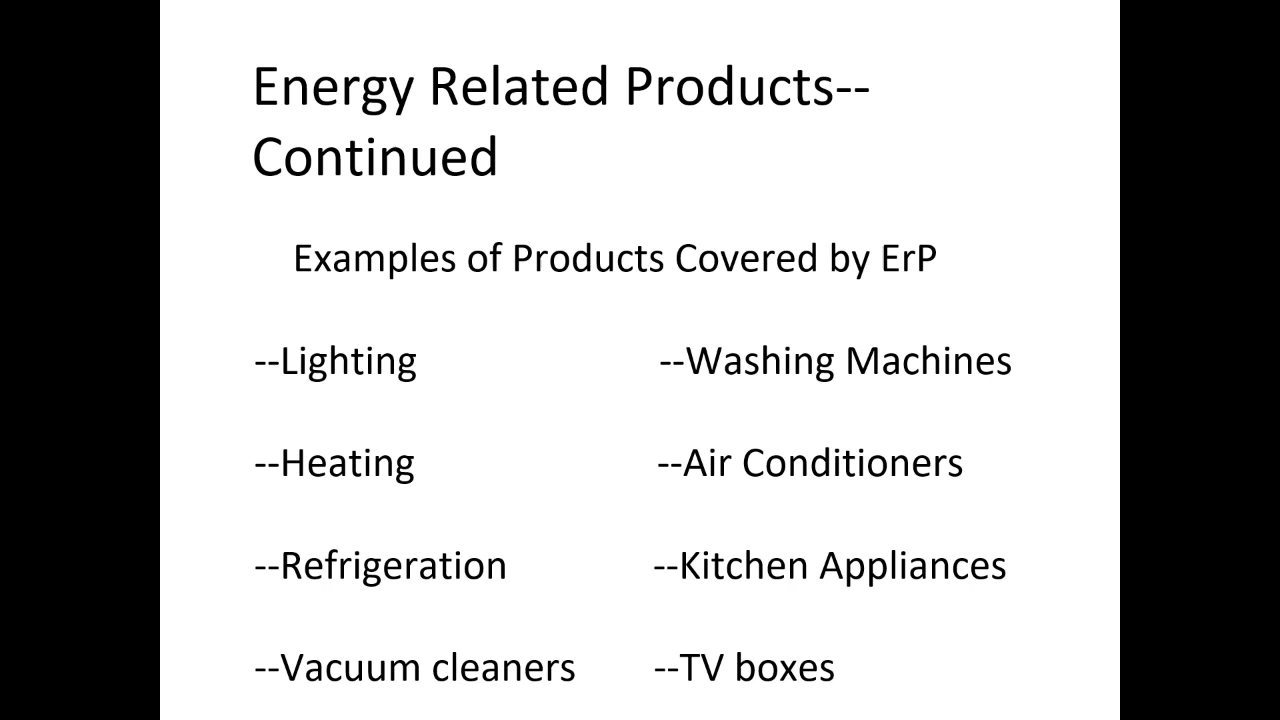 Energy Related Products--
Continued
Examples of Products Covered by ErP
--Lighting --Washing Machines
--Heating --Air Conditioners
--Refrigeration --Kitchen Appliances
--Vacuum cleaners --TV boxes